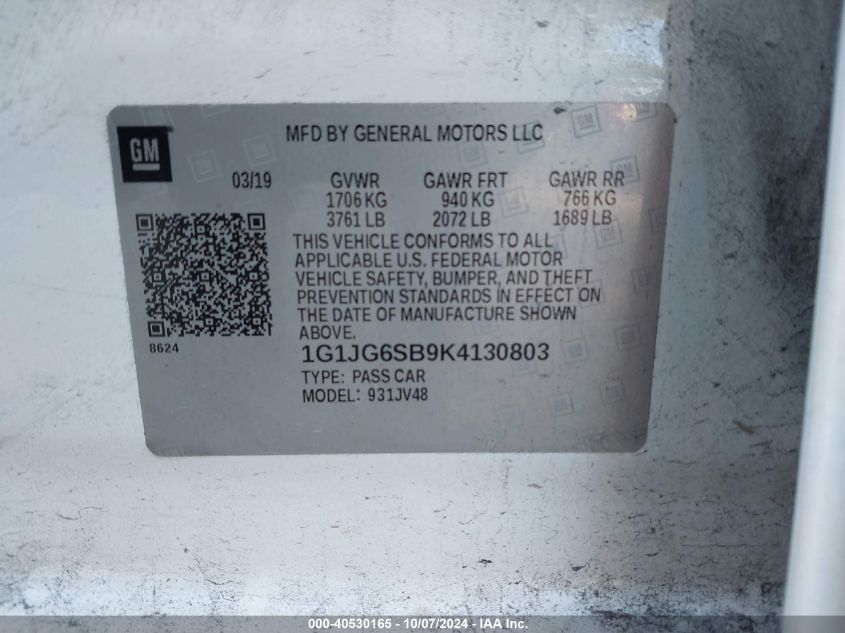 GM
MFD BY GENERAL MOTORS LLC
03/19 GVWR GAWR FRT GAWR RR
1706 KG 940 KG 766 KG
3761 LB 2072 LB 1689 LB
THIS VEHICLE CONFORMS TO ALL
APPLICABLE U.S. FEDERAL MOTOR
VEHICLE SAFETY, BUMPER, AND THEFT
PREVENTION STANDARDS IN EFFECT ON
THE DATE OF MANUFACTURE SHOWN
ABOVE.
8624
1G1JG6SB9K4130803
TYPE: PASS CAR
MODEL: 931JV48
000-40530165 - 10/07/2024 - IAAI.com